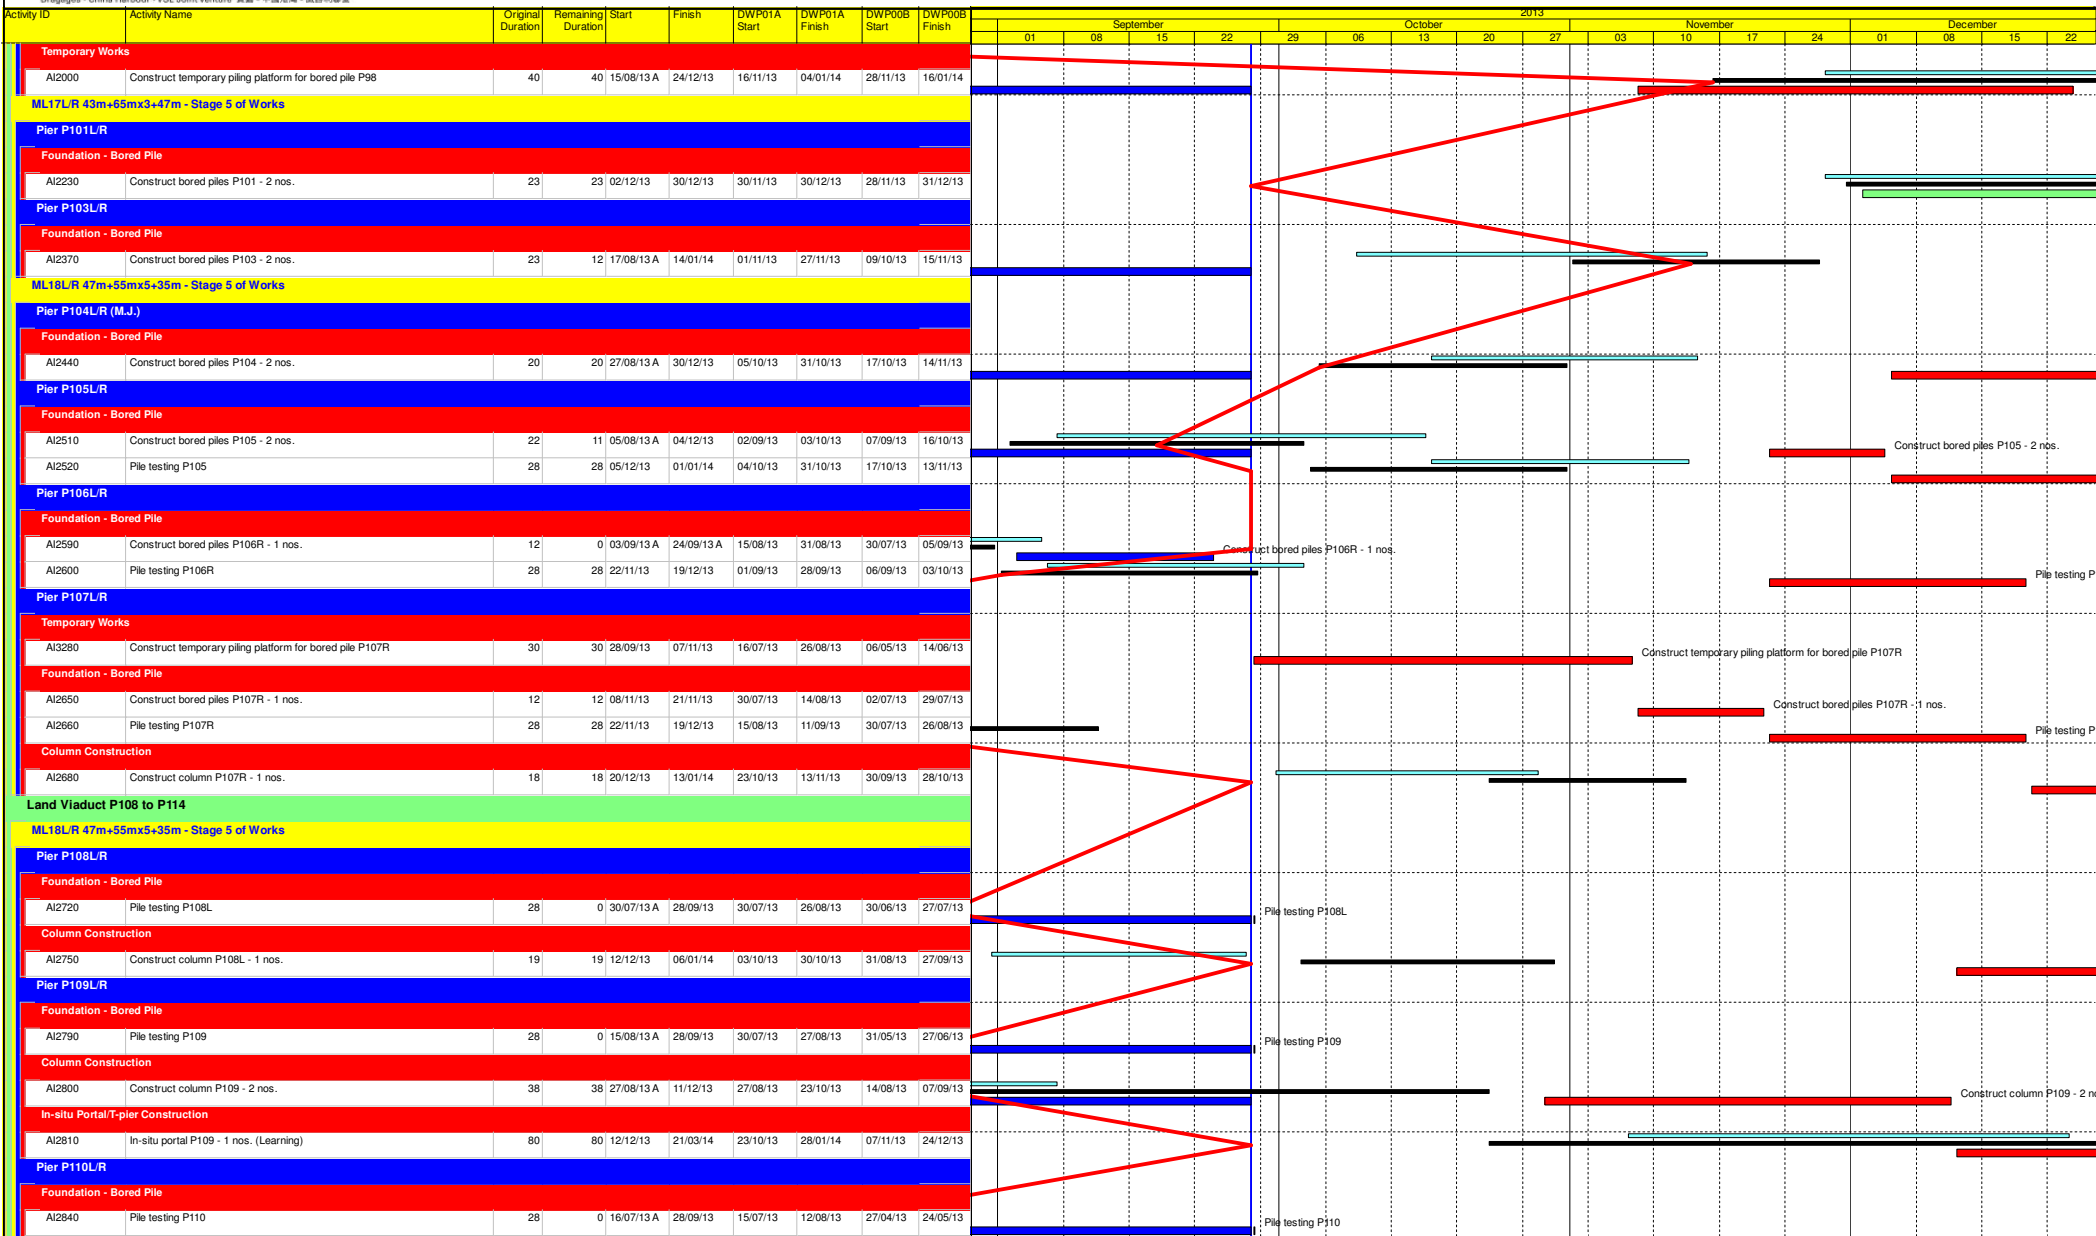 Activity ID Activity Name Original Duration Remaining Duration Start Finish DWP01A Start DWP01A Finish DWP00B Start DWP00B Finish
2013
September October November December
01 08 15 22 29 06 13 20 27 03 10 17 24 01 08 15 22
Temporary Works
AI2000 Construct temporary piling platform for bored pile P98 40 40 15/08/13 A 24/12/13 16/11/13 04/01/14 28/11/13 16/01/14
ML17L/R 43m+65mx3+47m - Stage 5 of Works
Pier P101L/R
Foundation - Bored Pile
AI2230 Construct bored piles P101 - 2 nos. 23 23 02/12/13 30/12/13 30/11/13 30/12/13 28/11/13 31/12/13
Pier P103L/R
Foundation - Bored Pile
AI2370 Construct bored piles P103 - 2 nos. 23 12 17/08/13 A 14/01/14 01/11/13 27/11/13 09/10/13 15/11/13
ML18L/R 47m+55mx5+35m - Stage 5 of Works
Pier P104L/R (M.J.)
Foundation - Bored Pile
AI2440 Construct bored piles P104 - 2 nos. 20 20 27/08/13 A 30/12/13 05/10/13 31/10/13 17/10/13 14/11/13
Pier P105L/R
Foundation - Bored Pile
AI2510 Construct bored piles P105 - 2 nos. 22 11 05/08/13 A 04/12/13 02/09/13 03/10/13 07/09/13 16/10/13 Construct bored piles P105 - 2 nos.
AI2520 Pile testing P105 28 28 05/12/13 01/01/14 04/10/13 31/10/13 17/10/13 13/11/13
Pier P106L/R
Foundation - Bored Pile
AI2590 Construct bored piles P106R - 1 nos. 12 0 03/09/13 A 24/09/13 A 15/08/13 31/08/13 30/07/13 05/09/13 Construct bored piles P106R - 1 nos.
AI2600 Pile testing P106R 28 28 22/11/13 19/12/13 01/09/13 28/09/13 06/09/13 03/10/13 Pile testing P
Pier P107L/R
Temporary Works
AI3280 Construct temporary piling platform for bored pile P107R 30 30 28/09/13 07/11/13 16/07/13 26/08/13 06/05/13 14/06/13 Construct temporary piling platform for bored pile P107R
Foundation - Bored Pile
AI2650 Construct bored piles P107R - 1 nos. 12 12 08/11/13 21/11/13 30/07/13 14/08/13 02/07/13 29/07/13 Construct bored piles P107R - 1 nos.
AI2660 Pile testing P107R 28 28 22/11/13 19/12/13 15/08/13 11/09/13 30/07/13 26/08/13 Pile testing P
Column Construction
AI2680 Construct column P107R - 1 nos. 18 18 20/12/13 13/01/14 23/10/13 13/11/13 30/09/13 28/10/13
Land Viaduct P108 to P114
ML18L/R 47m+55mx5+35m - Stage 5 of Works
Pier P108L/R
Foundation - Bored Pile
AI2720 Pile testing P108L 28 0 30/07/13 A 28/09/13 30/07/13 26/08/13 30/06/13 27/07/13 Pile testing P108L
Column Construction
AI2750 Construct column P108L - 1 nos. 19 19 12/12/13 06/01/14 03/10/13 30/10/13 31/08/13 27/09/13
Pier P109L/R
Foundation - Bored Pile
AI2790 Pile testing P109 28 0 15/08/13 A 28/09/13 30/07/13 27/08/13 31/05/13 27/06/13 Pile testing P109
Column Construction
AI2800 Construct column P109 - 2 nos. 38 38 27/08/13 A 11/12/13 27/08/13 23/10/13 14/08/13 07/09/13 Construct column P109 - 2 no
In-situ Portal/T-pier Construction
AI2810 In-situ portal P109 - 1 nos. (Learning) 80 80 12/12/13 21/03/14 23/10/13 28/01/14 07/11/13 24/12/13
Pier P110L/R
Foundation - Bored Pile
AI2840 Pile testing P110 28 0 16/07/13 A 28/09/13 15/07/13 12/08/13 27/04/13 24/05/13 Pile testing P110